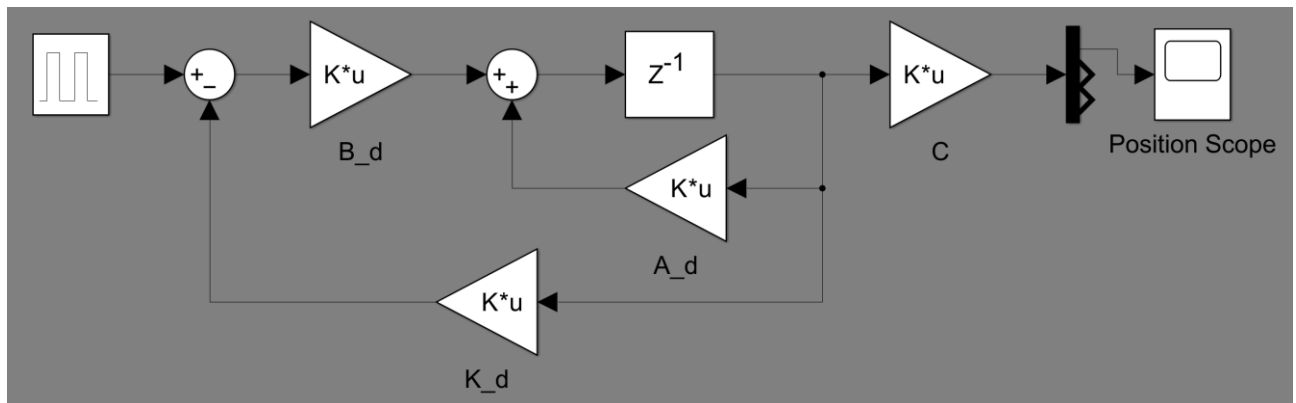 K*u
Z-1
K*u
B_d
C
Position Scope
K*u
A_d
K*u
K_d